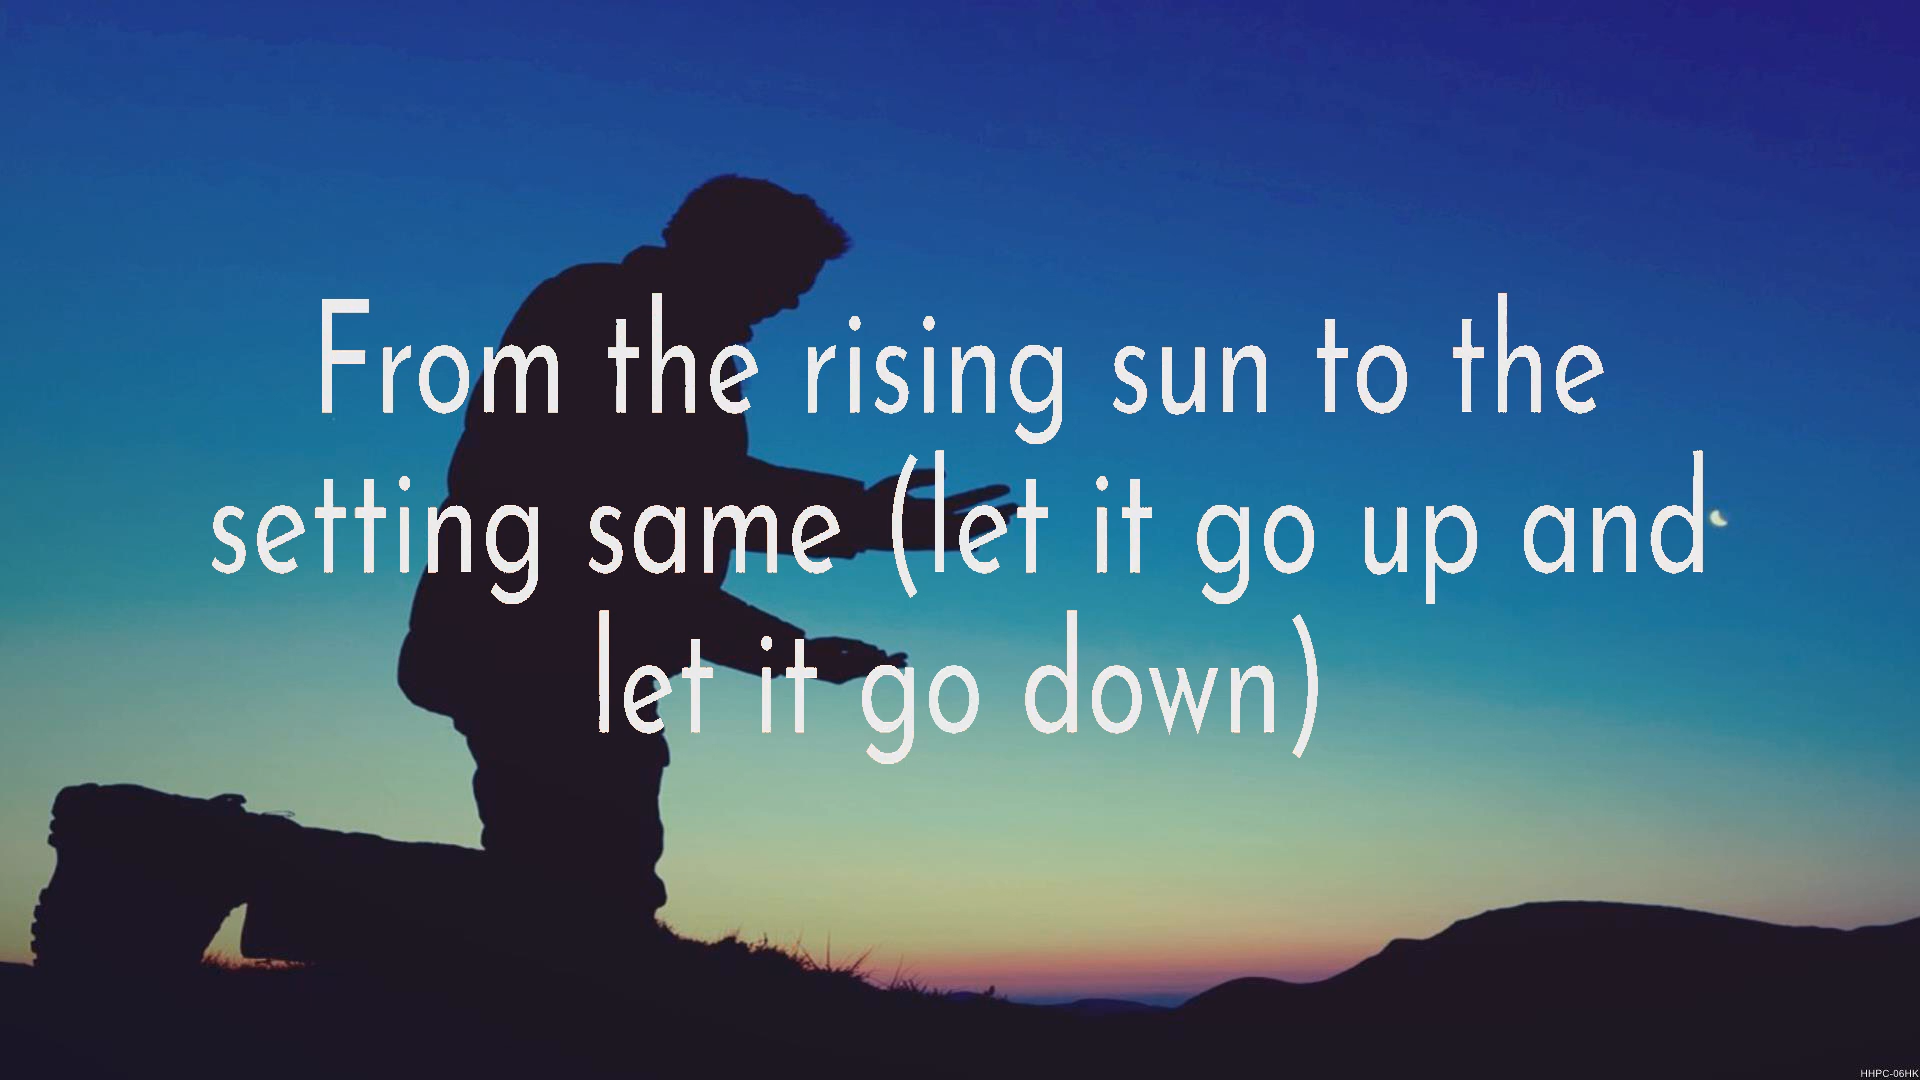 From the rising sun to the
setting same (let it go up and
let it go down)
HHPC-06HK